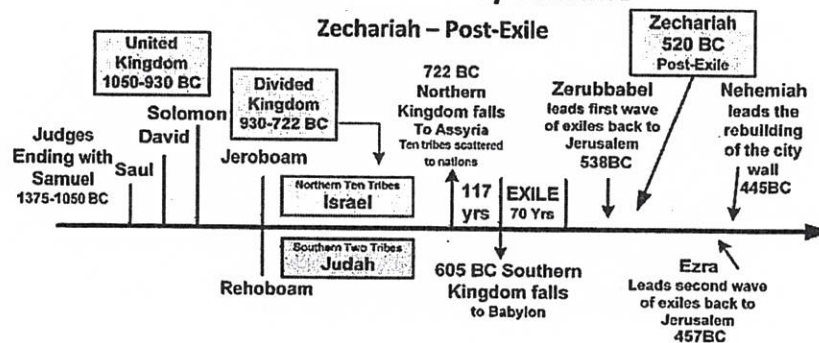 Zechariah – Post-Exile
United
Kingdom
1050-930 BC
Divided
Kingdom
930-722 BC
Zechariah
520 BC
Post-Exile
Judges
Ending with
Samuel
1375-1050 BC
Saul
David
Solomon
Jeroboam
Rehoboam
Northern Ten Tribes
Israel
Southern Two Tribes
Judah
722 BC
Northern
Kingdom falls
To Assyria
Ten tribes scattered
to nations
117
yrs
EXILE
70 Yrs
605 BC Southern
Kingdom falls
to Babylon
Zerubbabel
leads first wave
of exiles back to
Jerusalem
538BC
Nehemiah
leads the
rebuilding
of the city
wall
445BC
Ezra
Leads second wave
of exiles back to
Jerusalem
457BC